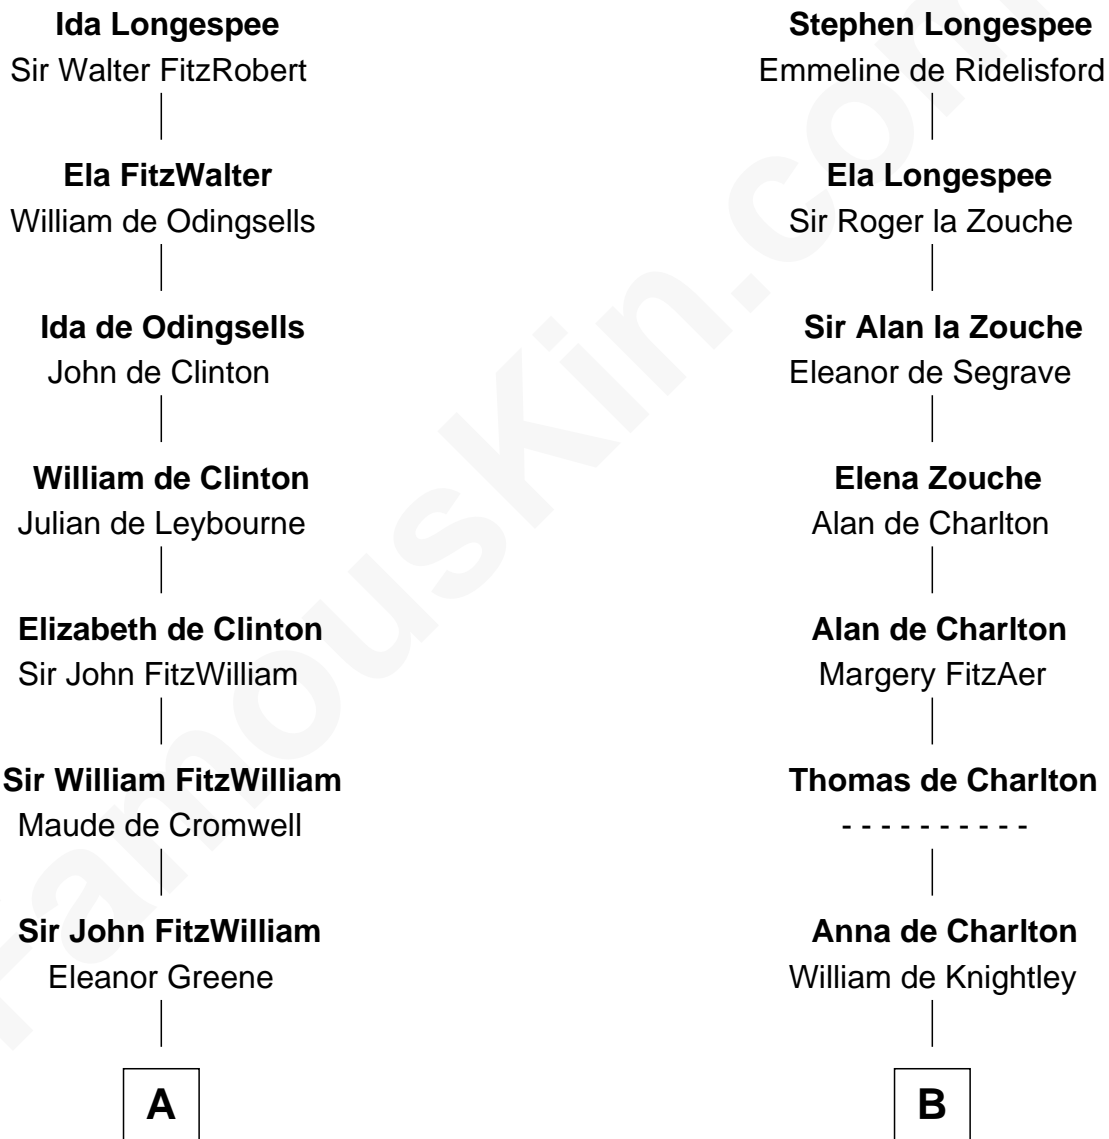 Ida Longespee
Sir Walter FitzRobert
Ela FitzWalter
William de Odingsells
Ida de Odingsells
John de Clinton
William de Clinton
Julian de Leybourne
Elizabeth de Clinton
Sir John FitzWilliam
Sir William FitzWilliam
Maude de Cromwell
Sir John FitzWilliam
Eleanor Greene
A
Stephen Longespee
Emmeline de Ridelisford
Ela Longespee
Sir Roger la Zouche
Sir Alan la Zouche
Eleanor de Segrave
Elena Zouche
Alan de Charlton
Alan de Charlton
Margery FitzAer
Thomas de Charlton
- - - - - - - - - -
Anna de Charlton
William de Knightley
B
FamousKin.com